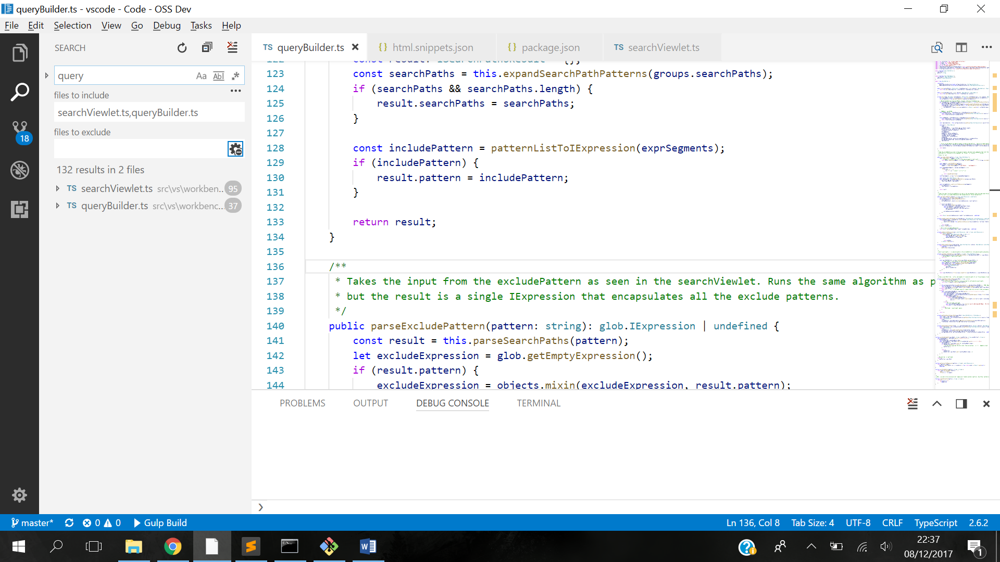 queryBuilder.ts - vscode - Code - OSS Dev
File Edit Selection View Go Debug Tasks Help
SEARCH
query Aa Abl .*
files to include
searchViewlet.ts,queryBuilder.ts
files to exclude
132 results in 2 files
TS searchViewlet.ts src\vs\workben... 95
TS queryBuilder.ts src\vs\workbenc... 37
18
TS queryBuilder.ts {} html.snippets.json {} package.json TS searchViewlet.ts
123 const searchPaths = this.expandSearchPathPatterns(groups.searchPaths);
124 if (searchPaths && searchPaths.length) {
125 result.searchPaths = searchPaths;
126 }
127
128 const includePattern = patternListToIExpression(exprSegments);
129 if (includePattern) {
130 result.pattern = includePattern;
131 }
132
133 return result;
134 }
135
136 /**
137 * Takes the input from the excludePattern as seen in the searchViewlet. Runs the same algorithm as p
138 * but the result is a single IExpression that encapsulates all the exclude patterns.
139 */
140 public parseExcludePattern(pattern: string): glob.IExpression | undefined {
141 const result = this.parseSearchPaths(pattern);
142 let excludeExpression = glob.getEmptyExpression();
143 if (result.pattern) {
144 excludeExpression = objects.mixin(excludeExpression, result.pattern);
PROBLEMS OUTPUT DEBUG CONSOLE TERMINAL
master* 0 0 Gulp Build Ln 136, Col 8 Tab Size: 4 UTF-8 CRLF TypeScript 2.6.2
22:37
08/12/2017
1